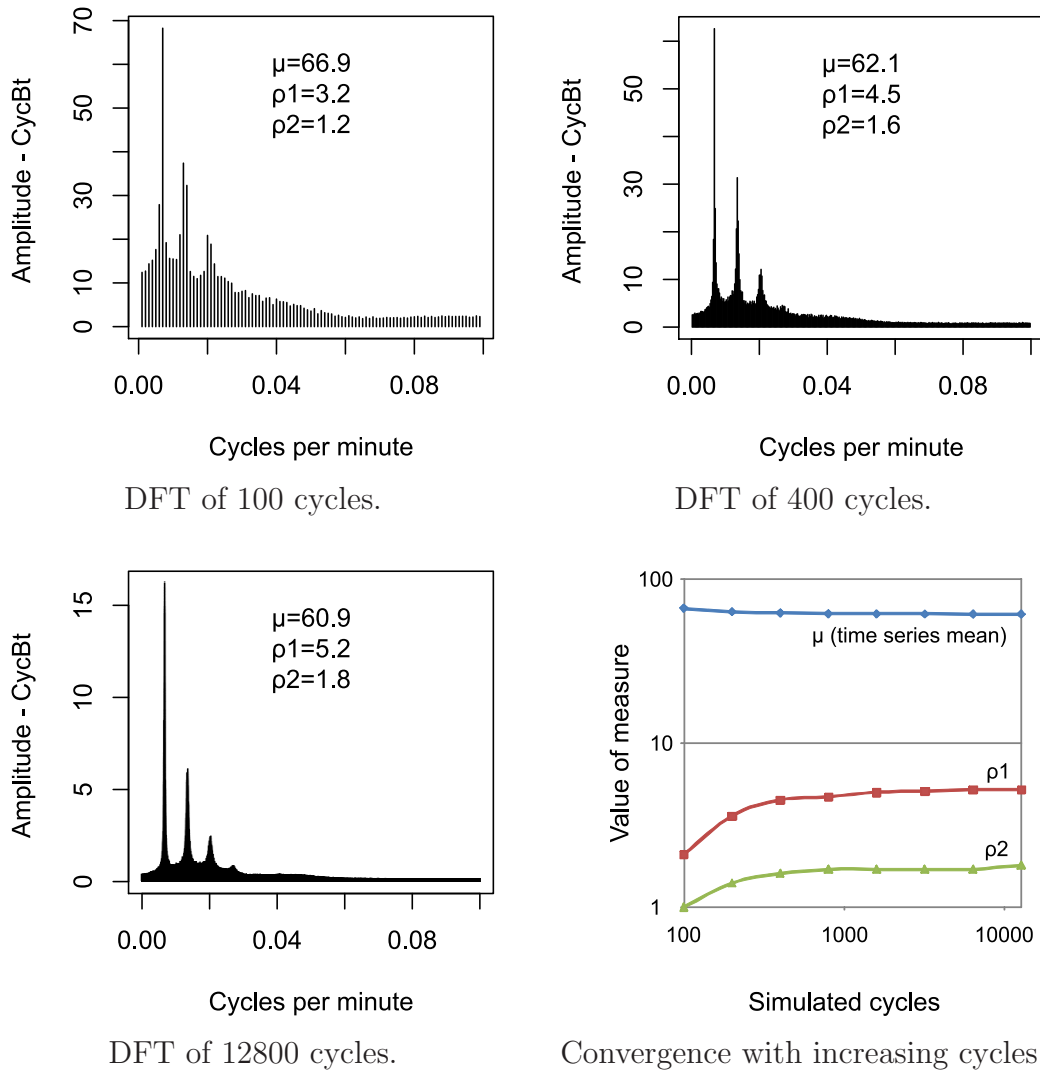 Amplitude - CycBt
70
50
30
10
0
μ=66.9
ρ1=3.2
ρ2=1.2
0.00 0.04 0.08
Cycles per minute
DFT of 100 cycles.
Amplitude - CycBt
50
30
10
0
μ=62.1
ρ1=4.5
ρ2=1.6
0.00 0.04 0.08
Cycles per minute
DFT of 400 cycles.
Amplitude - CycBt
15
10
5
0
μ=60.9
ρ1=5.2
ρ2=1.8
0.00 0.04 0.08
Cycles per minute
DFT of 12800 cycles.
Value of measure
100
10
1
μ (time series mean)
ρ1
ρ2
100 1000 10000
Simulated cycles
Convergence with increasing cycles